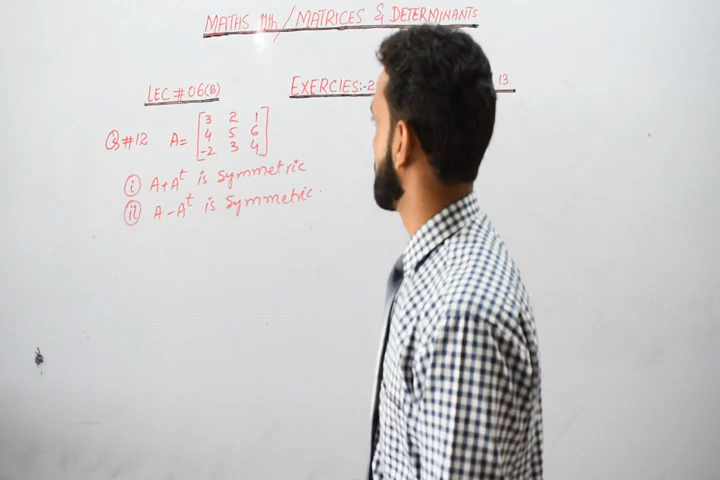 MATHS 11th / MATRICES & DETERMINANTS
LEC # 06(B)
EXERCIES:-2 13
Q#12 A= [3 2 1
4 5 6
-2 3 4]
(i) A+A^t is Symmetric
(ii) A-A^t is Symmetric.